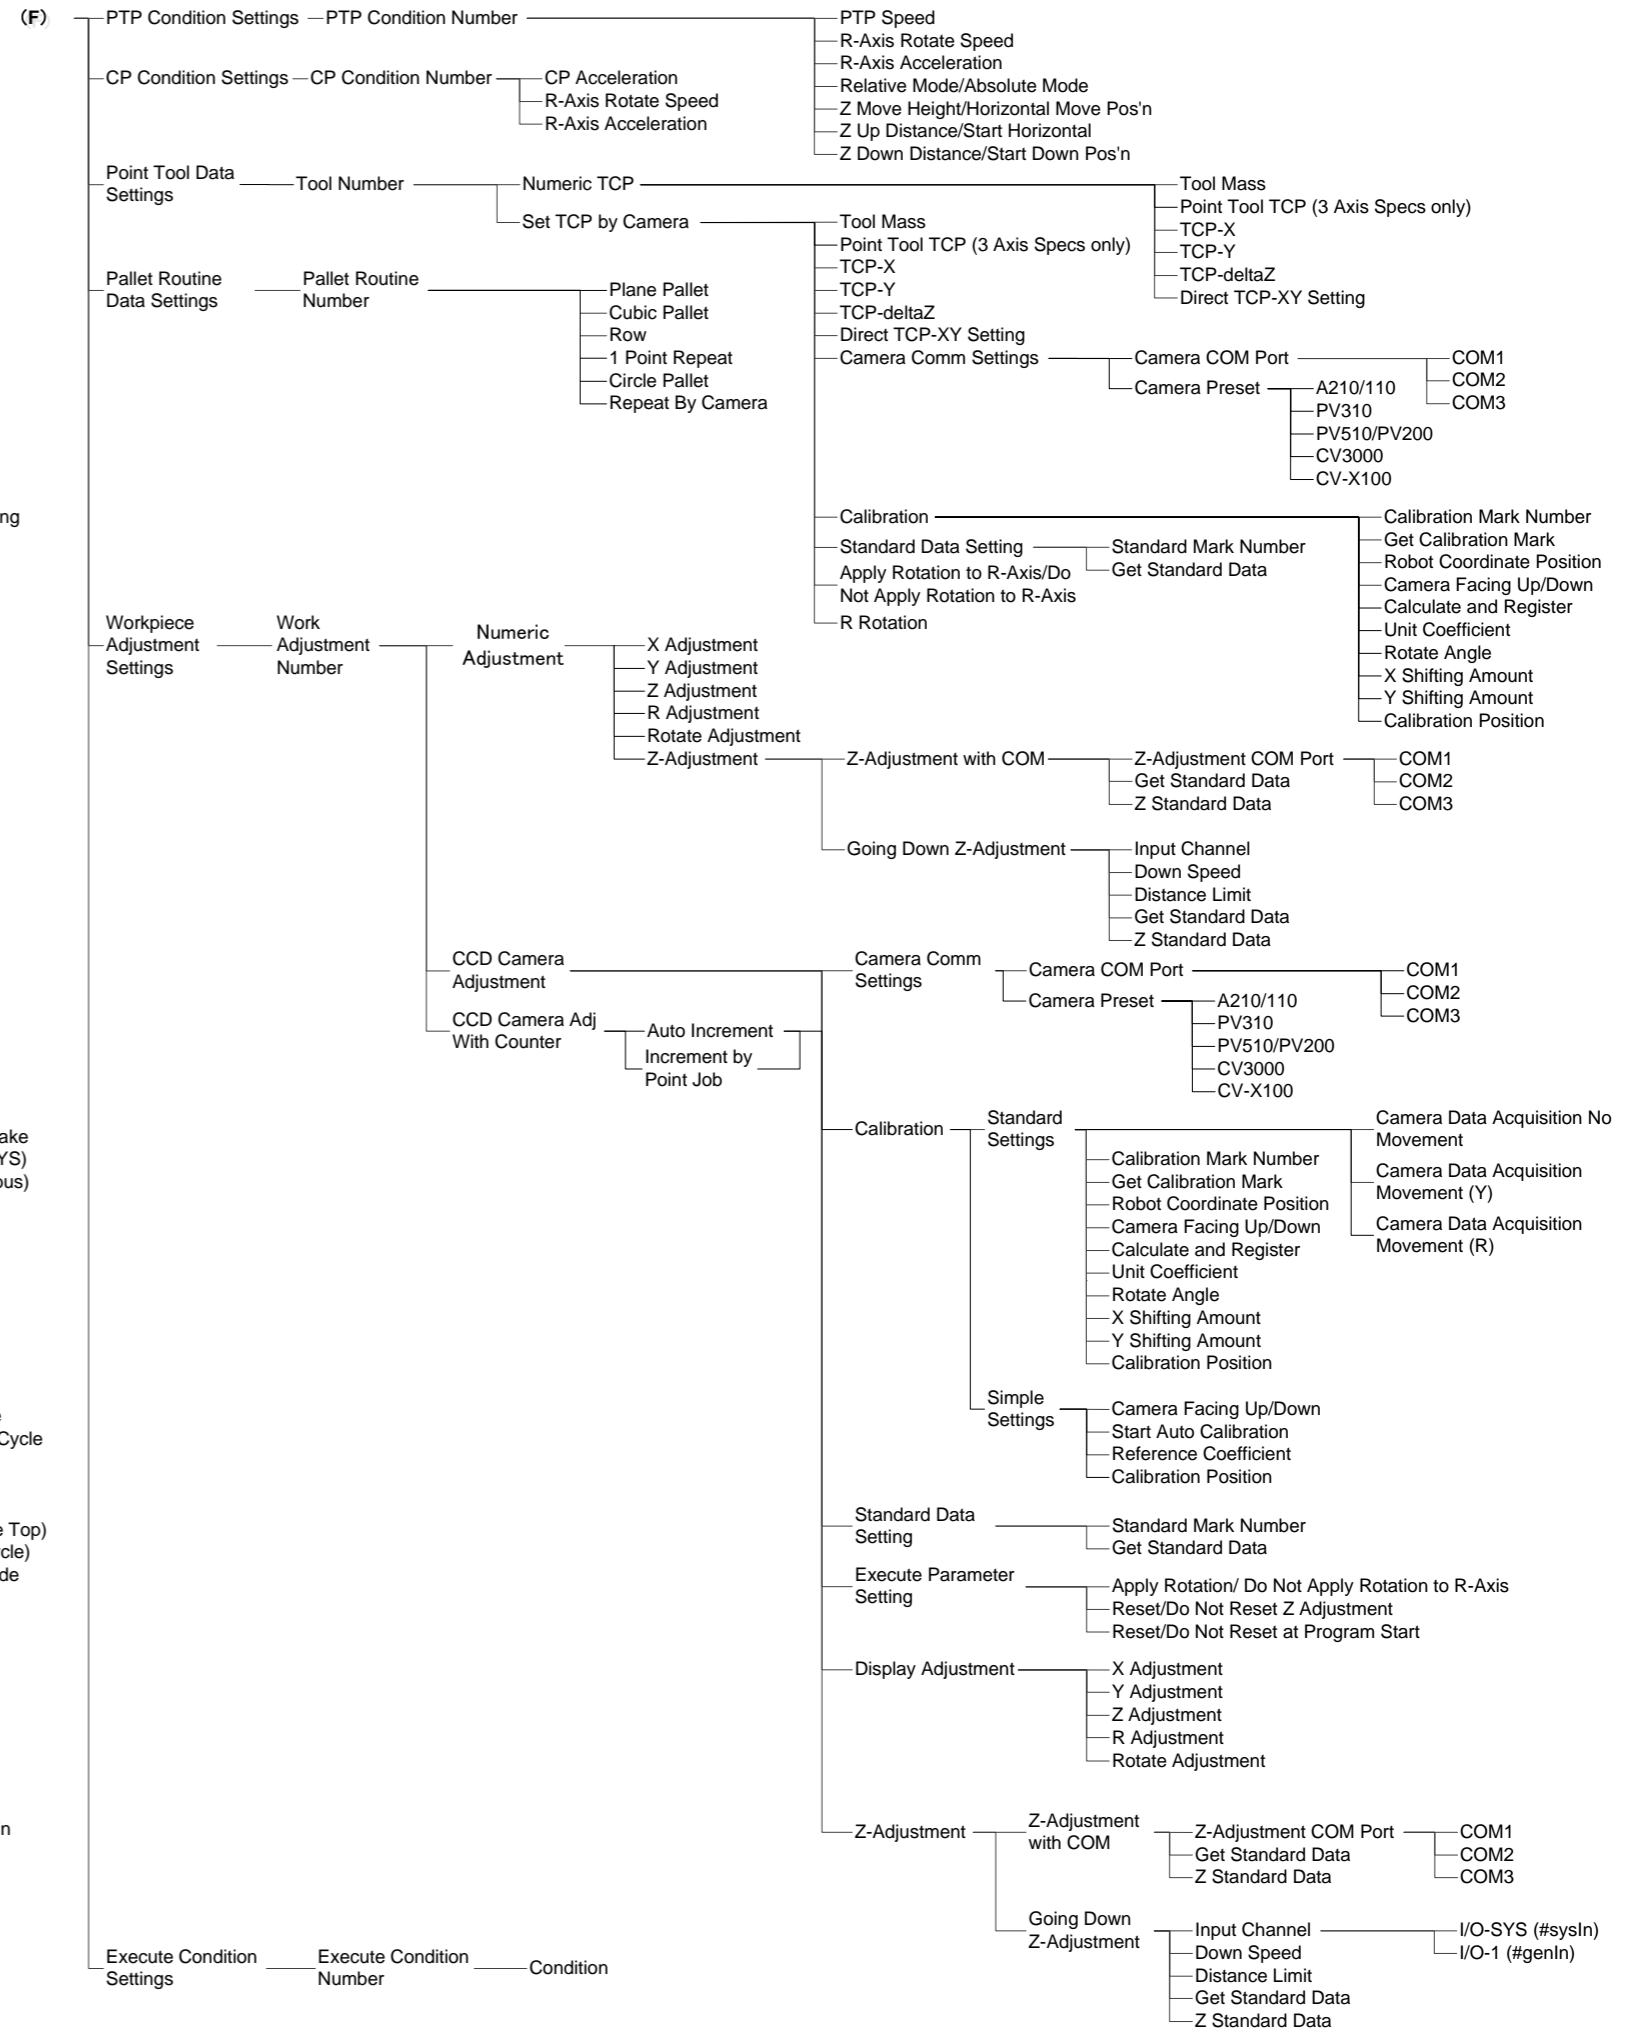 (F)
PTP Condition Settings
PTP Condition Number
PTP Speed
R-Axis Rotate Speed
R-Axis Acceleration
Relative Mode/Absolute Mode
Z Move Height/Horizontal Move Pos'n
Z Up Distance/Start Horizontal
Z Down Distance/Start Down Pos'n
CP Condition Settings
CP Condition Number
CP Acceleration
R-Axis Rotate Speed
R-Axis Acceleration
Point Tool Data
Settings
Tool Number
Numeric TCP
Tool Mass
Point Tool TCP (3 Axis Specs only)
TCP-X
TCP-Y
TCP-deltaZ
Direct TCP-XY Setting
Set TCP by Camera
Tool Mass
Point Tool TCP (3 Axis Specs only)
TCP-X
TCP-Y
TCP-deltaZ
Direct TCP-XY Setting
Camera Comm Settings
Camera COM Port
COM1
COM2
COM3
Camera Preset
A210/110
PV310
PV510/PV200
CV3000
CV-X100
Calibration
Calibration Mark Number
Get Calibration Mark
Robot Coordinate Position
Camera Facing Up/Down
Calculate and Register
Unit Coefficient
Rotate Angle
X Shifting Amount
Y Shifting Amount
Calibration Position
Standard Data Setting
Standard Mark Number
Get Standard Data
Apply Rotation to R-Axis/Do
Not Apply Rotation to R-Axis
R Rotation
Pallet Routine
Data Settings
Pallet Routine
Number
Plane Pallet
Cubic Pallet
Row
1 Point Repeat
Circle Pallet
Repeat By Camera
ng
Workpiece
Adjustment
Settings
Work
Adjustment
Number
Numeric
Adjustment
X Adjustment
Y Adjustment
Z Adjustment
R Adjustment
Rotate Adjustment
Z-Adjustment
Z-Adjustment with COM
Z-Adjustment COM Port
COM1
COM2
COM3
Get Standard Data
Z Standard Data
Going Down Z-Adjustment
Input Channel
Down Speed
Distance Limit
Get Standard Data
Z Standard Data
CCD Camera
Adjustment
CCD Camera Adj
With Counter
Auto Increment
Increment by
Point Job
Camera Comm
Settings
Camera COM Port
COM1
COM2
COM3
Camera Preset
A210/110
PV310
PV510/PV200
CV3000
CV-X100
ake
YS)
ous)
Calibration
Standard
Settings
Camera Data Acquisition No
Movement
Camera Data Acquisition
Movement (Y)
Camera Data Acquisition
Movement (R)
Calibration Mark Number
Get Calibration Mark
Robot Coordinate Position
Camera Facing Up/Down
Calculate and Register
Unit Coefficient
Rotate Angle
X Shifting Amount
Y Shifting Amount
Calibration Position
Simple
Settings
Camera Facing Up/Down
Start Auto Calibration
Reference Coefficient
Calibration Position
e
Cycle
Standard Data
Setting
Standard Mark Number
Get Standard Data
e Top)
cle)
de
Execute Parameter
Setting
Apply Rotation/ Do Not Apply Rotation to R-Axis
Reset/Do Not Reset Z Adjustment
Reset/Do Not Reset at Program Start
Display Adjustment
X Adjustment
Y Adjustment
Z Adjustment
R Adjustment
Rotate Adjustment
n
Z-Adjustment
Z-Adjustment
with COM
Z-Adjustment COM Port
COM1
COM2
COM3
Get Standard Data
Z Standard Data
Going Down
Z-Adjustment
Input Channel
I/O-SYS (#sysIn)
I/O-1 (#genIn)
Down Speed
Distance Limit
Get Standard Data
Z Standard Data
Execute Condition
Settings
Execute Condition
Number
Condition